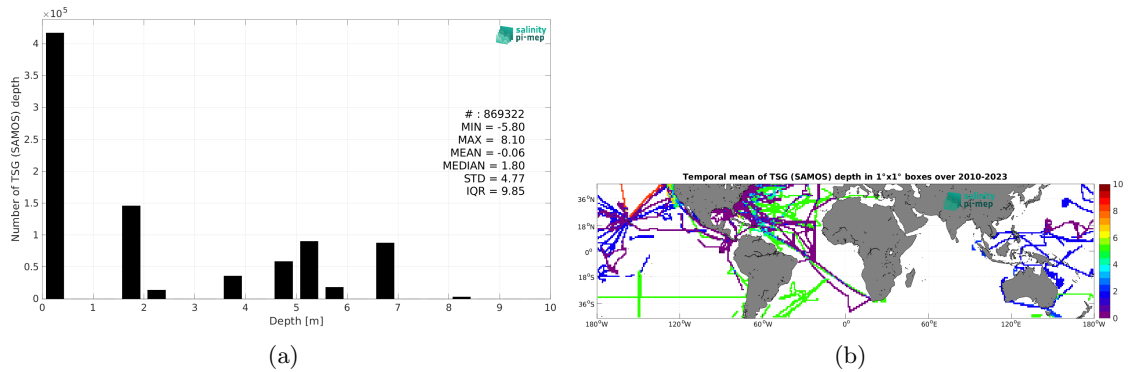 ×10⁵
4
3.5
3
2.5
2
1.5
1
0.5
0
Number of TSG (SAMOS) depth
salinity
pi-mep
# : 869322
MIN = -5.80
MAX = 8.10
MEAN = -0.06
MEDIAN = 1.80
STD = 4.77
IQR = 9.85
0 1 2 3 4 5 6 7 8 9 10
Depth [m]
(a)
Temporal mean of TSG (SAMOS) depth in 1°x1° boxes over 2010-2023
salinity
pi-mep
36°N
18°N
0°
18°S
36°S
180°W 120°W 60°W 0°E 60°E 120°E 180°W
10
8
6
4
2
0
(b)